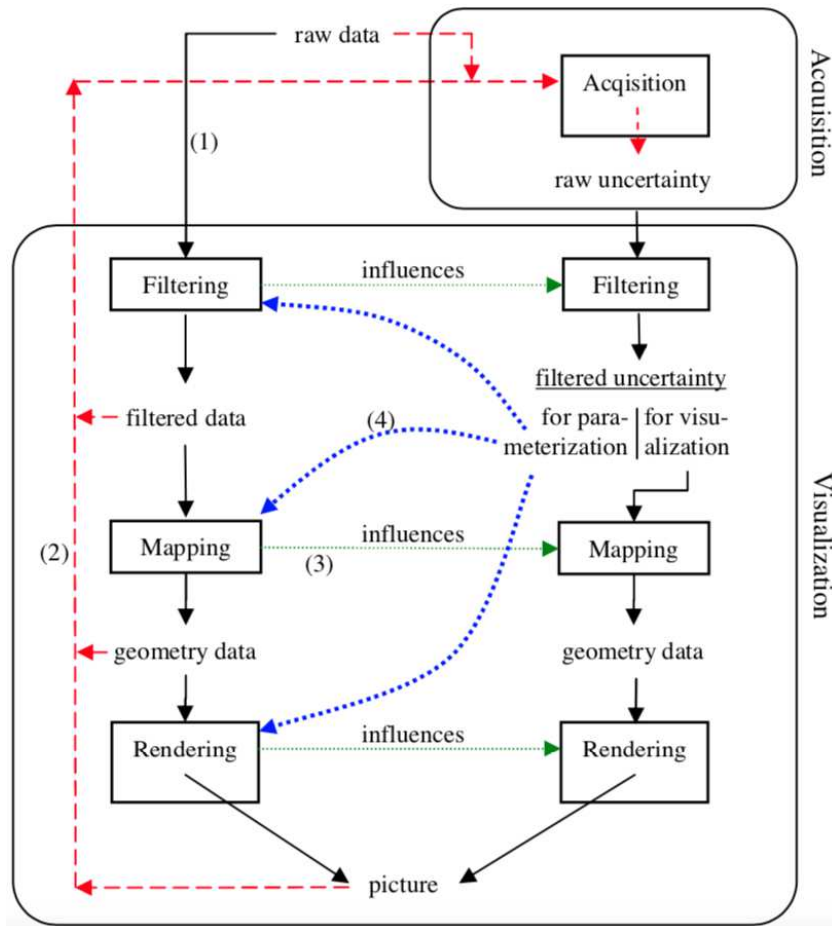 raw data
Acquisition
Acqisition
(1)
raw uncertainty
Filtering
influences
Filtering
filtered uncertainty
filtered data
(4)
for para-
meterization
for visu-
alization
Visualization
(2)
Mapping
influences
(3)
Mapping
geometry data
geometry data
Rendering
influences
Rendering
picture